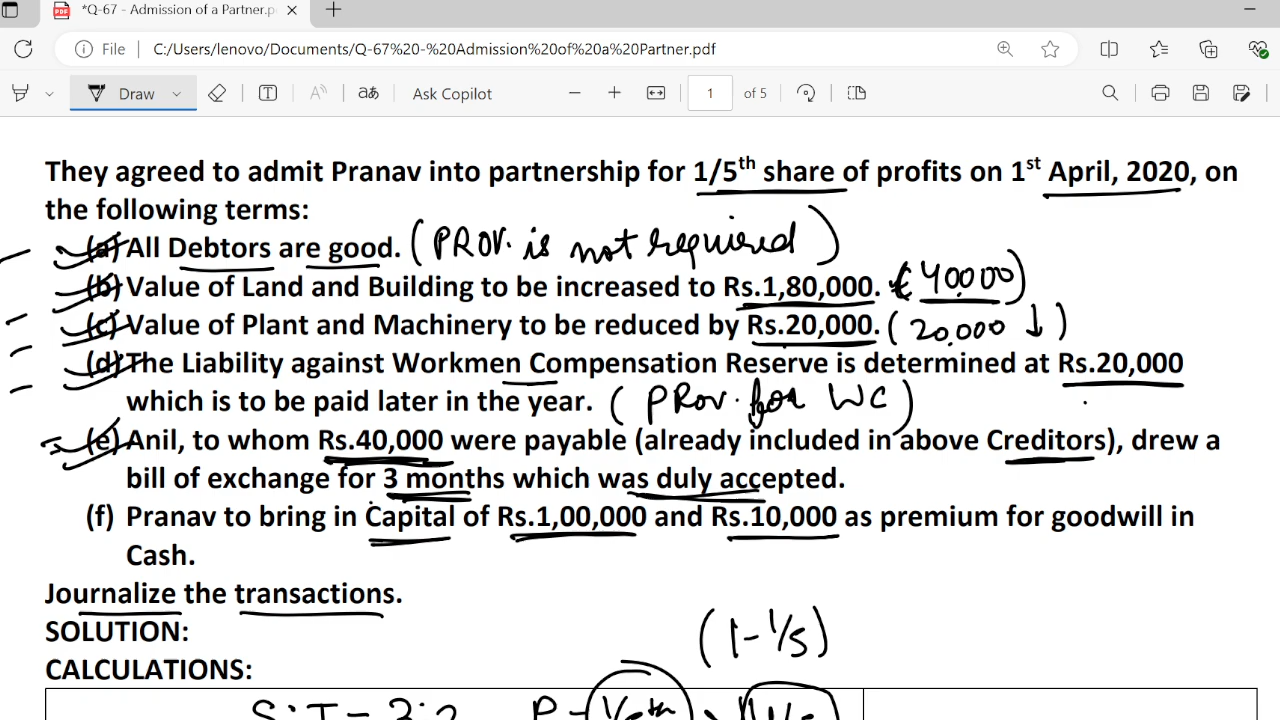 *Q-67 - Admission of a Partner.p
File C:/Users/lenovo/Documents/Q-67%20-%20Admission%20of%20a%20Partner.pdf
Draw T A aあ Ask Copilot 1 of 5
They agreed to admit Pranav into partnership for 1/5th share of profits on 1st April, 2020, on
the following terms:
(a) All Debtors are good. (PROV. is not required)
(b) Value of Land and Building to be increased to Rs.1,80,000. 40,000)
(c) Value of Plant and Machinery to be reduced by Rs.20,000. (20,000 ↓)
(d) The Liability against Workmen Compensation Reserve is determined at Rs.20,000
which is to be paid later in the year. (PROV. for WC)
(e) Anil, to whom Rs.40,000 were payable (already included in above Creditors), drew a
bill of exchange for 3 months which was duly accepted.
(f) Pranav to bring in Capital of Rs.1,00,000 and Rs.10,000 as premium for goodwill in
Cash.
Journalize the transactions.
SOLUTION: (1-1/5)
CALCULATIONS: